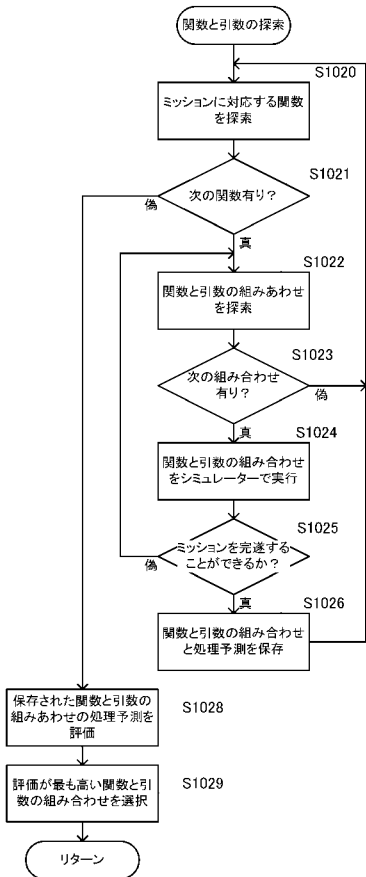 関数と引数の探索
S1020
ミッションに対応する関数
を探索
S1021
次の関数有り？
偽
真
S1022
関数と引数の組みあわせ
を探索
S1023
次の組み合わせ
有り？
偽
真
S1024
関数と引数の組み合わせ
をシミュレーターで実行
S1025
ミッションを完遂する
ことができるか？
偽
真
S1026
関数と引数の組み合わせ
と処理予測を保存
保存された関数と引数の
組みあわせの処理予測を
評価
S1028
評価が最も高い関数と引
数の組み合わせを選択
S1029
リターン